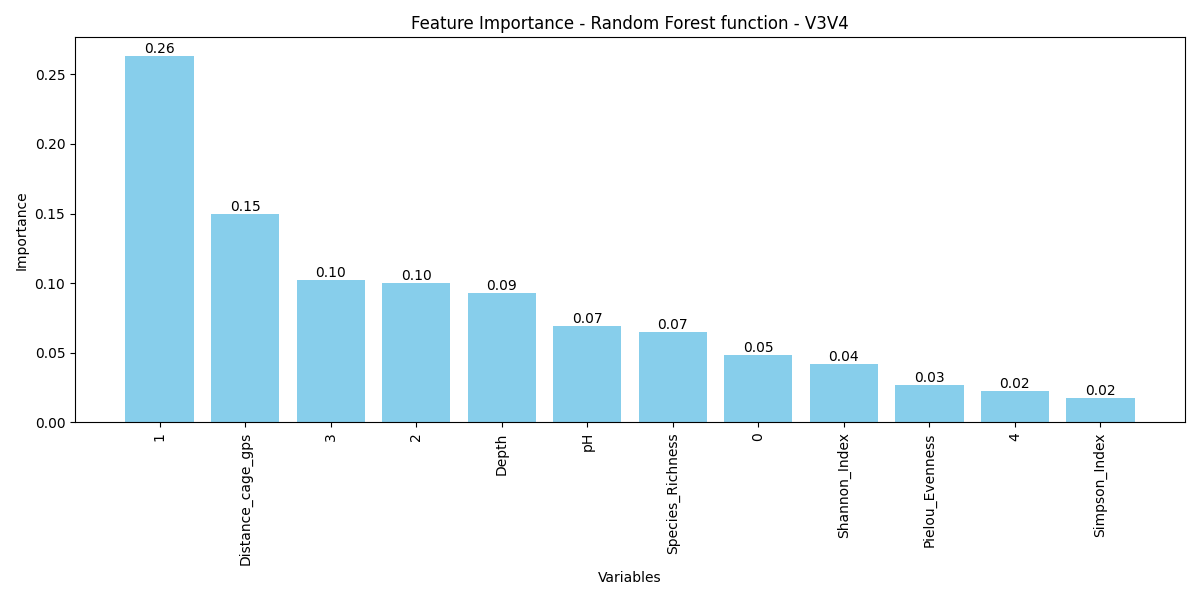 Feature Importance - Random Forest function - V3V4
Importance
0.25
0.20
0.15
0.10
0.05
0.00
0.26
0.15
0.10
0.10
0.09
0.07
0.07
0.05
0.04
0.03
0.02
0.02
1
Distance_cage_gps
3
2
Depth
pH
Species_Richness
0
Shannon_Index
Pielou_Evenness
4
Simpson_Index
Variables